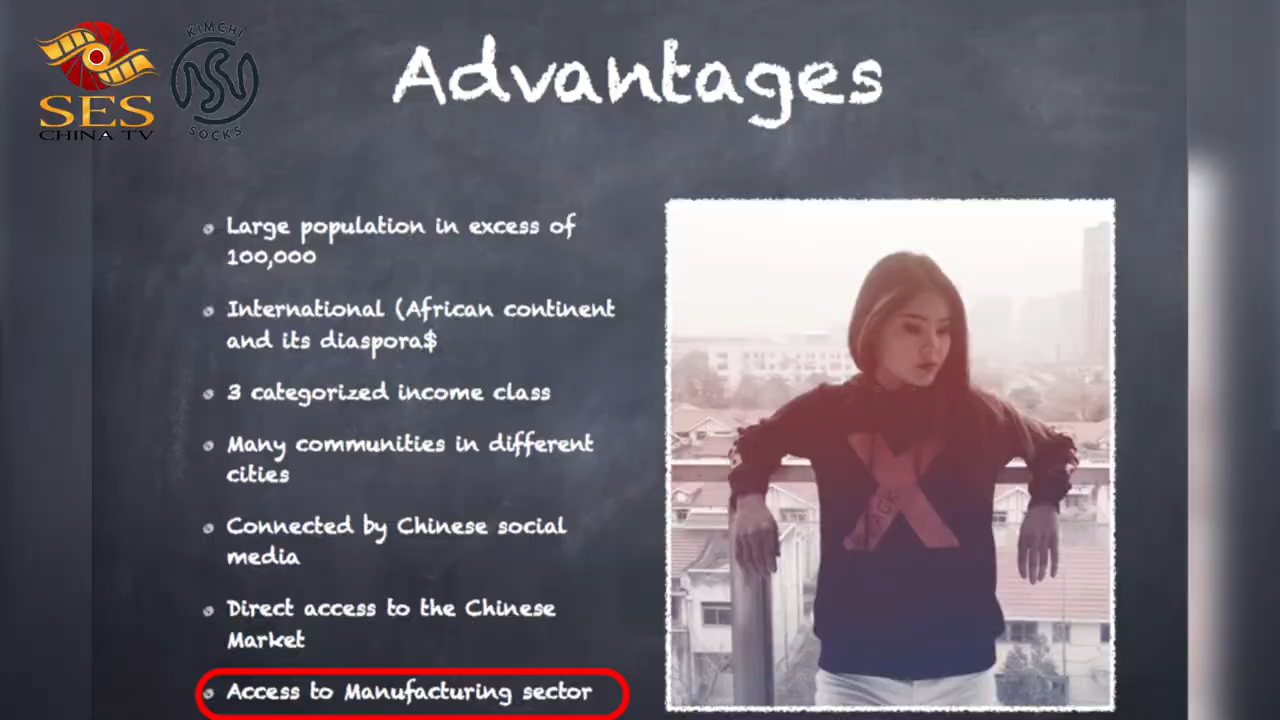 SES
CHINA TV
KIMCHI
SOCKS
Advantages
Large population in excess of
100,000
International (African continent
and its diaspora$
3 categorized income class
Many communities in different
cities
Connected by Chinese social
media
Direct access to the Chinese
Market
Access to Manufacturing sector
X